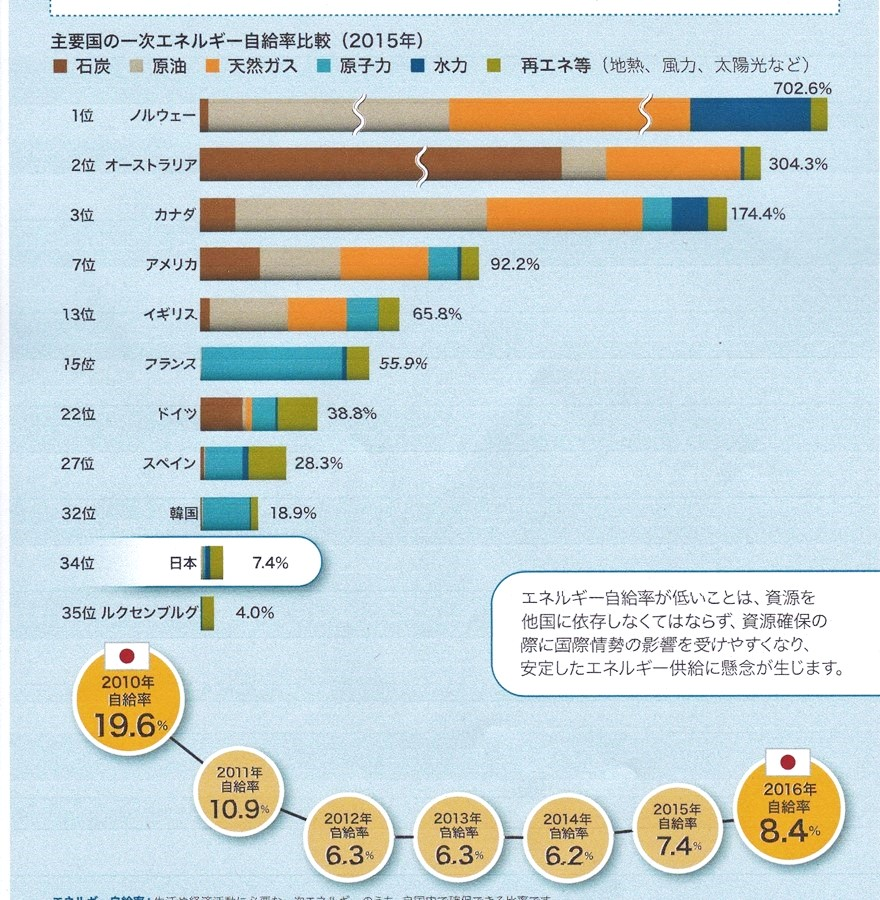 主要国の一次エネルギー自給率比較（2015年）
石炭 原油 天然ガス 原子力 水力 再エネ等（地熱、風力、太陽光など）
702.6%
1位 ノルウェー
2位 オーストラリア 304.3%
3位 カナダ 174.4%
7位 アメリカ 92.2%
13位 イギリス 65.8%
15位 フランス 55.9%
22位 ドイツ 38.8%
27位 スペイン 28.3%
32位 韓国 18.9%
34位 日本 7.4%
35位 ルクセンブルグ 4.0%
エネルギー自給率が低いことは、資源を
他国に依存しなくてはならず、資源確保の
際に国際情勢の影響を受けやすくなり、
安定したエネルギー供給に懸念が生じます。
2010年
自給率
19.6%
2011年
自給率
10.9%
2012年
自給率
6.3%
2013年
自給率
6.3%
2014年
自給率
6.2%
2015年
自給率
7.4%
2016年
自給率
8.4%